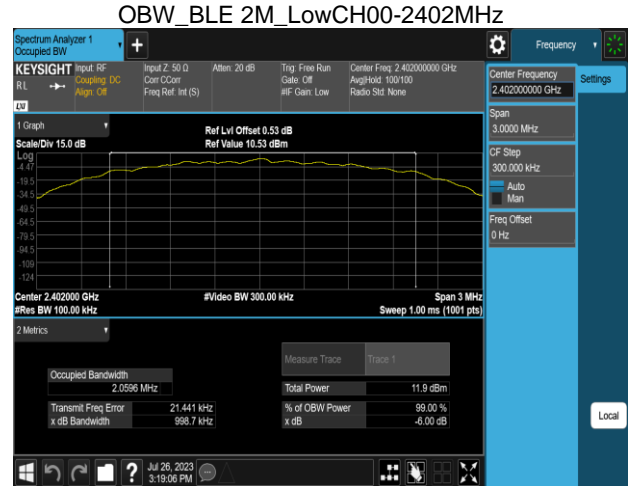 OBW_BLE 2M_LowCH00-2402MHz
Spectrum Analyzer 1
Occupied BW
Frequency
KEYSIGHT
RL
LXI
Input: RF
Coupling: DC
Align: Off
Input Z: 50 Ω
Corr CCorr
Freq Ref: Int (S)
Atten: 20 dB
Trig: Free Run
Gate: Off
#IF Gain: Low
Center Freq: 2.402000000 GHz
Avg|Hold: 100/100
Radio Std: None
Center Frequency
2.402000000 GHz
Settings
Span
3.0000 MHz
CF Step
300.000 kHz
Auto
Man
Freq Offset
0 Hz
Local
1 Graph
Scale/Div 15.0 dB
Ref Lvl Offset 0.53 dB
Ref Value 10.53 dBm
Log
-4.47
-19.5
-34.5
-49.5
-64.5
-79.5
-94.5
-109
-124
Center 2.402000 GHz
#Video BW 300.00 kHz
Span 3 MHz
#Res BW 100.00 kHz
Sweep 1.00 ms (1001 pts)
2 Metrics
Measure Trace
Trace 1
Occupied Bandwidth
2.0596 MHz
Total Power 11.9 dBm
Transmit Freq Error 21.441 kHz
% of OBW Power 99.00 %
x dB Bandwidth 998.7 kHz
x dB -6.00 dB
?
Jul 26, 2023
3:19:06 PM